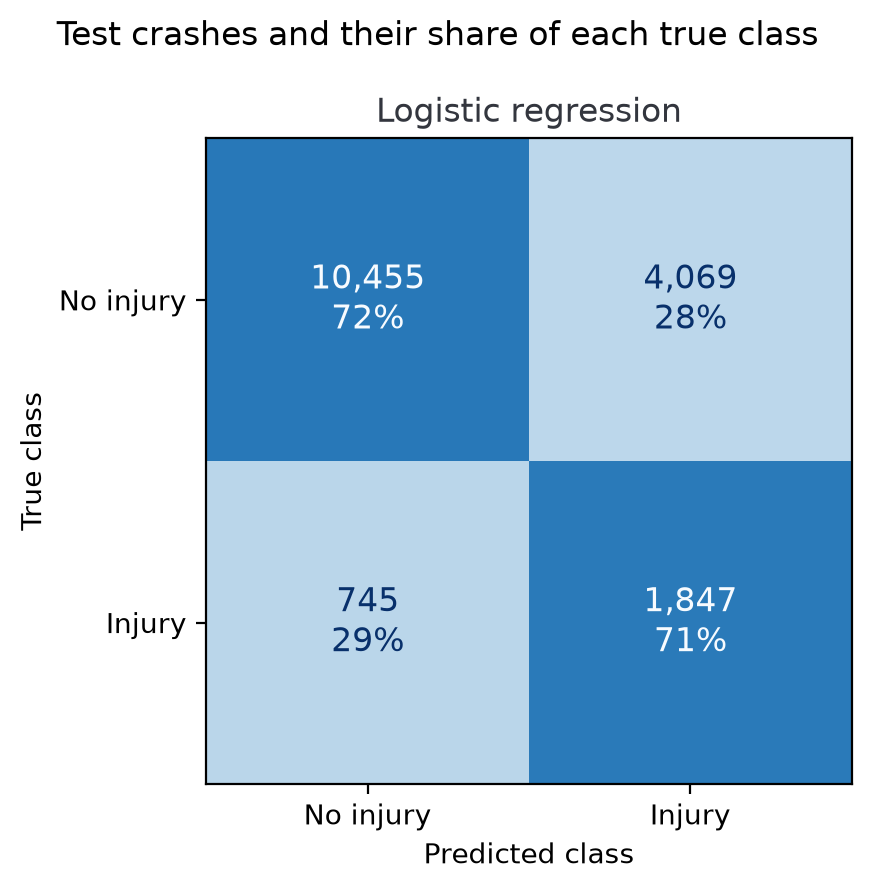 Test crashes and their share of each true class
Logistic regression
No injury
10,455
72%
4,069
28%
True class
Injury
745
29%
1,847
71%
No injury
Injury
Predicted class